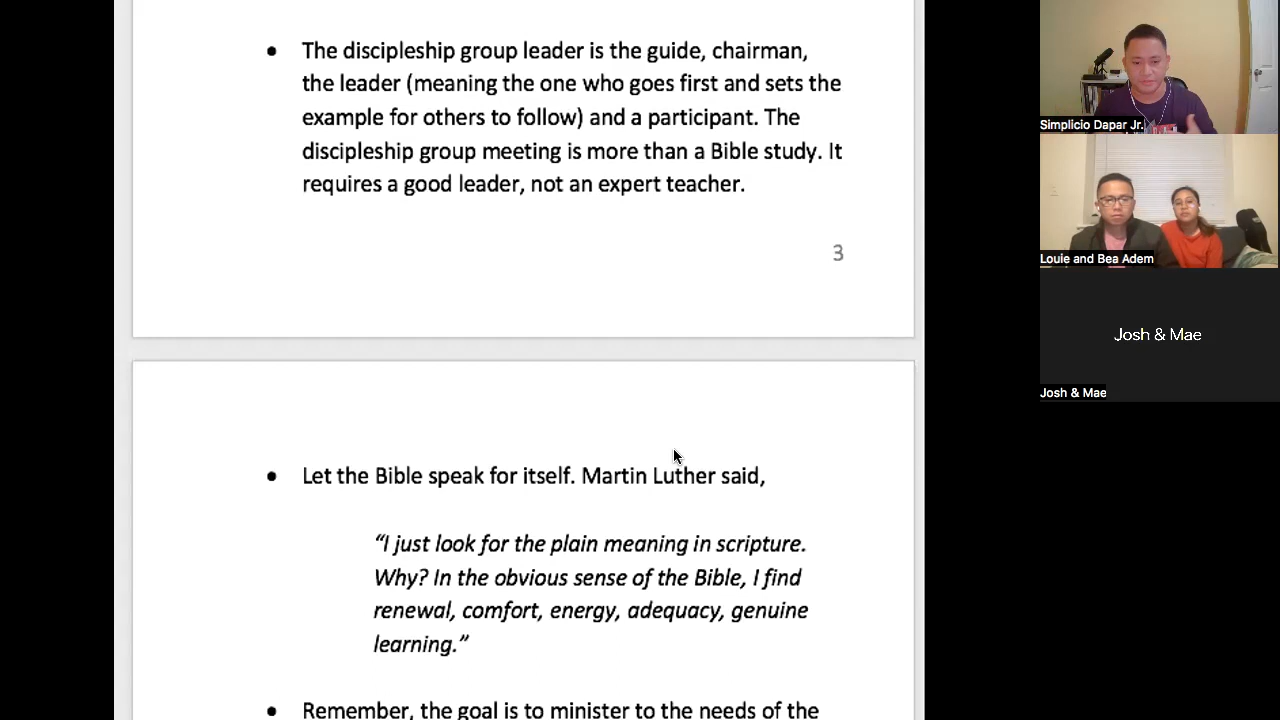 • The discipleship group leader is the guide, chairman,
the leader (meaning the one who goes first and sets the
example for others to follow) and a participant. The
discipleship group meeting is more than a Bible study. It
requires a good leader, not an expert teacher.
3
• Let the Bible speak for itself. Martin Luther said,
“I just look for the plain meaning in scripture.
Why? In the obvious sense of the Bible, I find
renewal, comfort, energy, adequacy, genuine
learning.”
• Remember, the goal is to minister to the needs of the
Simplicio Dapar Jr.
Louie and Bea Adem
Josh & Mae
Josh & Mae